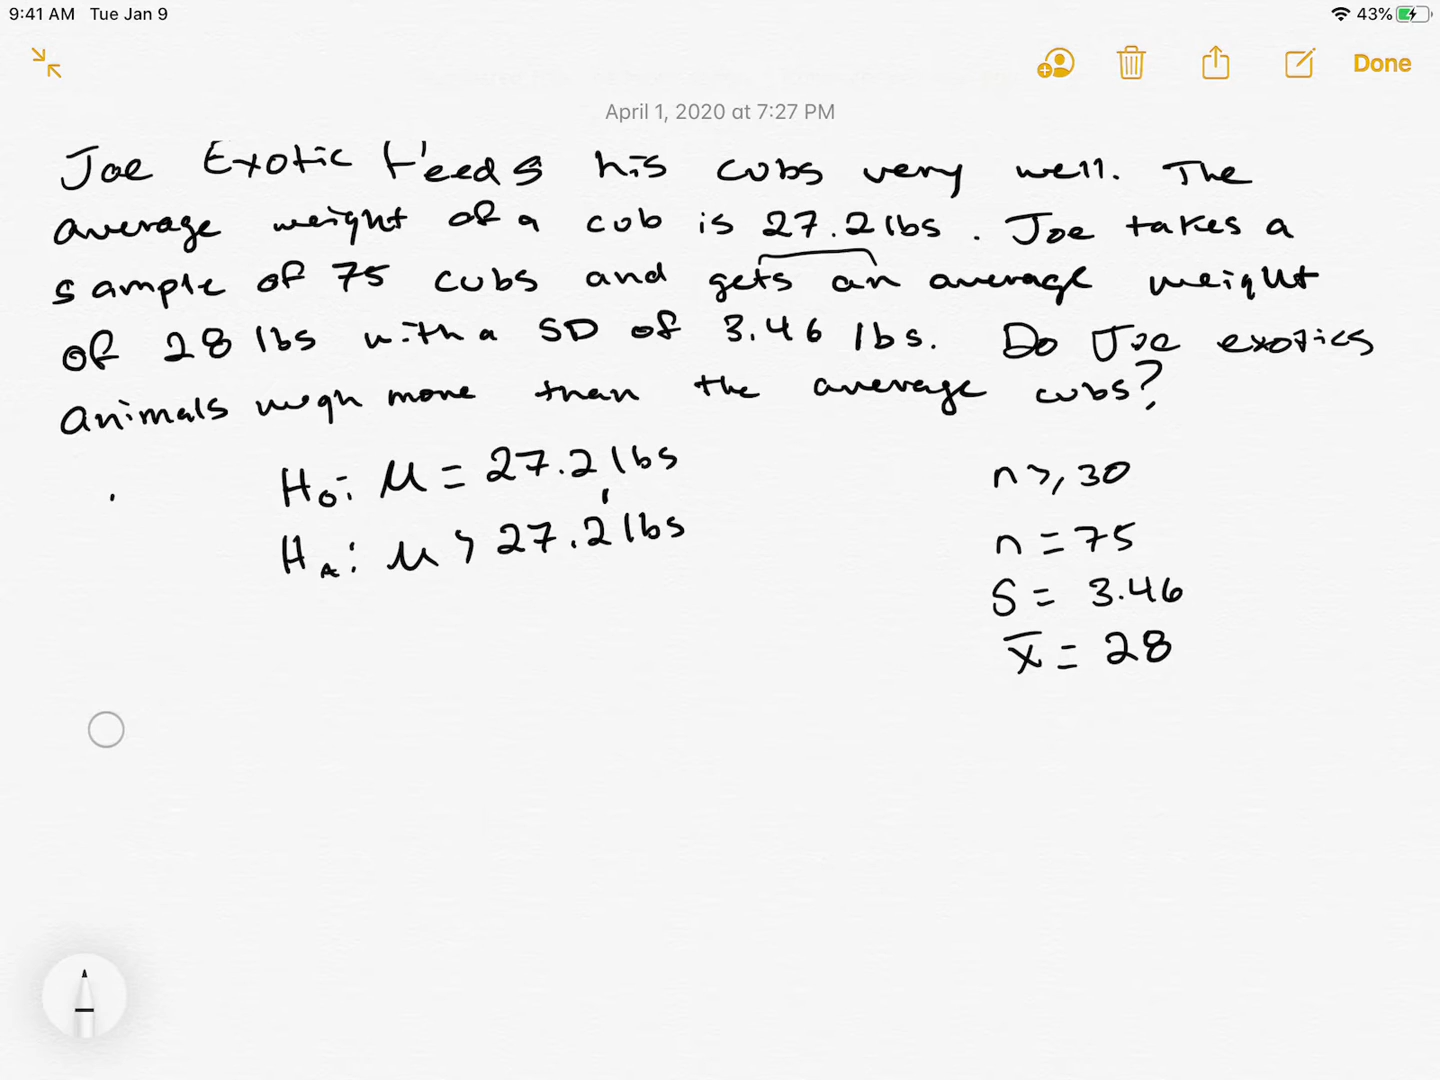 9:41 AM Tue Jan 9
43%
Done
April 1, 2020 at 7:27 PM
Joe Exotic feeds his cubs very well. The
average weight of a cub is 27.2 lbs. Joe takes a
sample of 75 cubs and gets an average weight
of 28 lbs with a SD of 3.46 lbs. Do Joe exotics
animals weigh more than the average cubs?
H₀: μ = 27.2 lbs
Hₐ: μ > 27.2 lbs
n ≥ 30
n = 75
S = 3.46
x̄ = 28